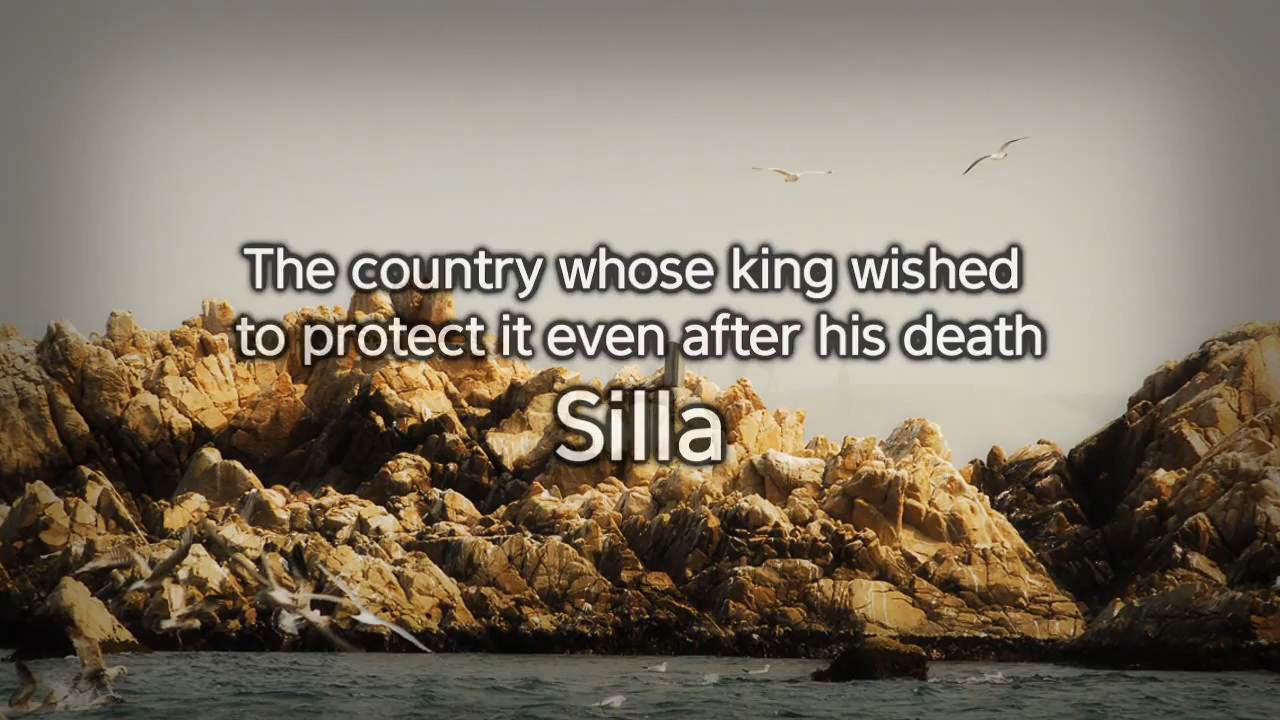 The country whose king wished
to protect it even after his death
Silla